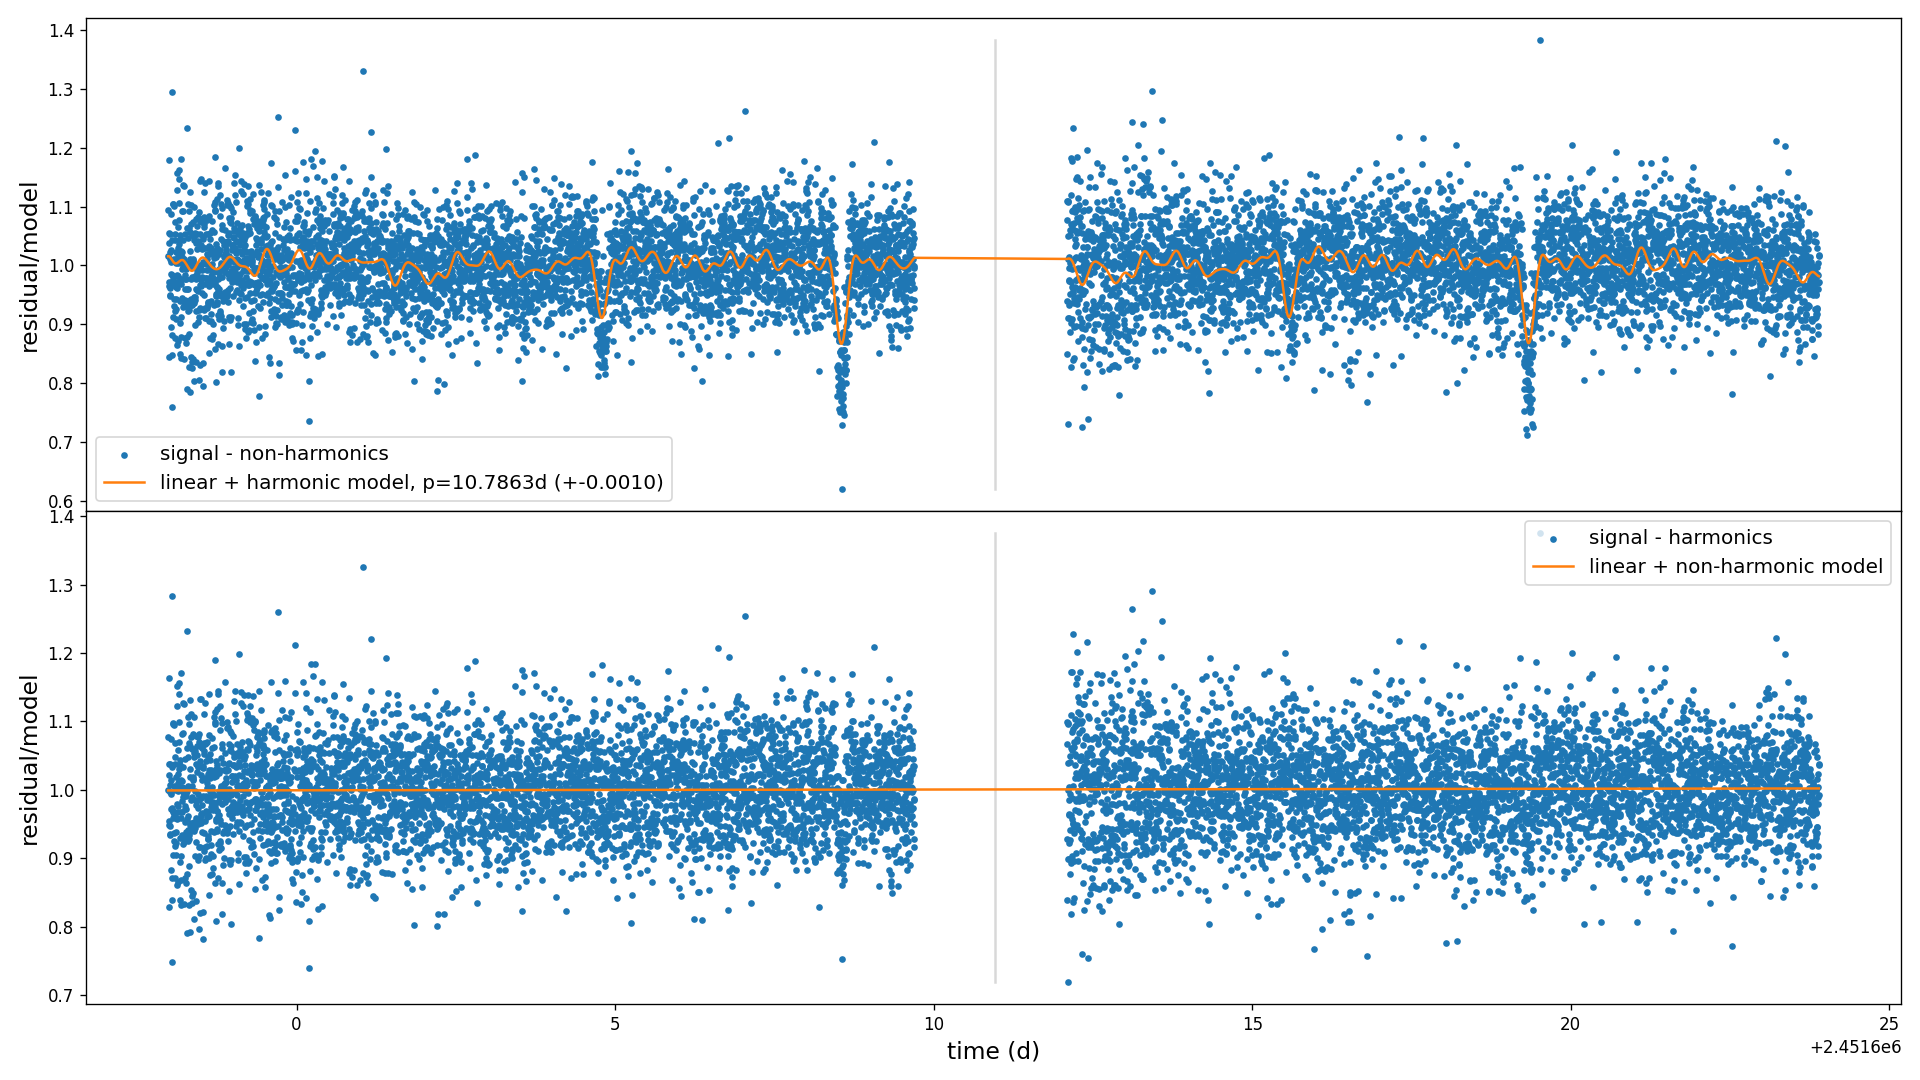 1.4
1.3
1.2
1.1
1.0
0.9
0.8
0.7
0.6
residual/model
signal - non-harmonics
linear + harmonic model, p=10.7863d (+-0.0010)
1.4
1.3
1.2
1.1
1.0
0.9
0.8
0.7
residual/model
signal - harmonics
linear + non-harmonic model
0
5
10
15
20
25
time (d)
+2.4516e6